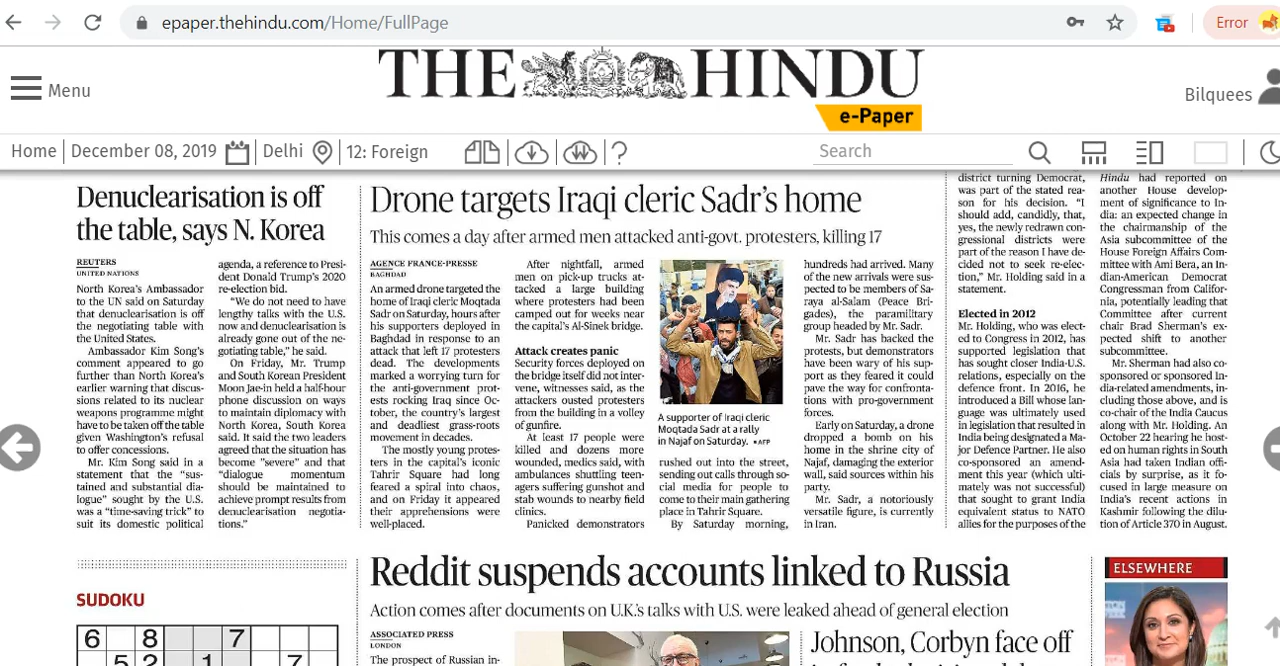 epaper.thehindu.com/Home/FullPage
Error
THE HINDU
e-Paper
Menu
Bilquees
Home
December 08, 2019
Delhi
12: Foreign
?
Search
Denuclearisation is off
the table, says N. Korea
REUTERS
UNITED NATIONS
North Korea's Ambassador
to the UN said on Saturday
that denuclearisation is off
the negotiating table with
the United States.
Ambassador Kim Song's
comment appeared to go
further than North Korea's
earlier warning that discus-
sions related to its nuclear
weapons programme might
have to be taken off the table
given Washington's refusal
to offer concessions.
Mr. Kim Song said in a
statement that the "sus-
tained and substantial dia-
logue" sought by the U.S.
was a "time-saving trick" to
suit its domestic political
agenda, a reference to Presi-
dent Donald Trump's 2020
re-election bid.
"We do not need to have
lengthy talks with the U.S.
now and denuclearisation is
already gone out of the ne-
gotiating table," he said.
On Friday, Mr. Trump
and South Korean President
Moon Jae-in held a half-hour
phone discussion on ways
to maintain diplomacy with
North Korea, South Korea
said. It said the two leaders
agreed that the situation has
become "severe" and that
"dialogue momentum
should be maintained to
achieve prompt results from
denuclearisation negotia-
tions."
Drone targets Iraqi cleric Sadr's home
This comes a day after armed men attacked anti-govt. protesters, killing 17
AGENCE FRANCE-PRESSE
BAGHDAD
An armed drone targeted the
home of Iraqi cleric Moqtada
Sadr on Saturday, hours after
his supporters deployed in
Baghdad in response to an
attack that left 17 protesters
dead. The developments
marked a worrying turn for
the anti-government prot-
ests rocking Iraq since Oc-
tober, the country's largest
and deadliest grass-roots
movement in decades.
The mostly young protes-
ters in the capital's iconic
Tahrir Square had long
feared a spiral into chaos,
and on Friday it appeared
their apprehensions were
well-placed.
After nightfall, armed
men on pick-up trucks at-
tacked a large building
where protesters had been
camped out for weeks near
the capital's Al-Sinek bridge.
Attack creates panic
Security forces deployed on
the bridge itself did not inter-
vene, witnesses said, as the
attackers ousted protesters
from the building in a volley
of gunfire.
At least 17 people were
killed and dozens more
wounded, medics said, with
ambulances shuttling teen-
agers suffering gunshot and
stab wounds to nearby field
clinics.
Panicked demonstrators
A supporter of Iraqi cleric
Moqtada Sadr at a rally
in Najaf on Saturday. ▪AFP
rushed out into the street,
sending out calls through so-
cial media for people to
come to their main gathering
place in Tahrir Square.
By Saturday morning,
hundreds had arrived. Many
of the new arrivals were sus-
pected to be members of Sa-
raya al-Salam (Peace Bri-
gades), the paramilitary
group headed by Mr. Sadr.
Mr. Sadr has backed the
protests, but demonstrators
have been wary of his sup-
port as they feared it could
pave the way for confronta-
tions with pro-government
forces.
Early on Saturday, a drone
dropped a bomb on his
home in the shrine city of
Najaf, damaging the exterior
wall, said sources within his
party.
Mr. Sadr, a notoriously
versatile figure, is currently
in Iran.
district turning Democrat,
was part of the stated rea-
son for his decision. "I
should add, candidly, that,
yes, the newly redrawn con-
gressional districts were
part of the reason I have de-
cided not to seek re-elec-
tion," Mr. Holding said in a
statement.
Elected in 2012
Mr. Holding, who was elect-
ed to Congress in 2012, has
supported legislation that
has sought closer India-U.S.
relations, especially on the
defence front. In 2016, he
introduced a Bill whose lan-
guage was ultimately used
in legislation that resulted in
India being designated a Ma-
jor Defence Partner. He also
co-sponsored an amend-
ment this year (which ulti-
mately was not successful)
that sought to grant India
equivalent status to NATO
allies for the purposes of the
Hindu had reported on
another House develop-
ment of significance to In-
dia: an expected change in
the chairmanship of the
Asia subcommittee of the
House Foreign Affairs Com-
mittee with Ami Bera, an In-
dian-American Democrat
Congressman from Califor-
nia, potentially leading that
Committee after current
chair Brad Sherman's ex-
pected shift to another
subcommittee.
Mr. Sherman had also co-
sponsored or sponsored In-
dia-related amendments, in-
cluding those above, and is
co-chair of the India Caucus
along with Mr. Holding. An
October 22 hearing he host-
ed on human rights in South
Asia had taken Indian offi-
cials by surprise, as it fo-
cused in large measure on
India's recent actions in
Kashmir following the dilu-
tion of Article 370 in August.
SUDOKU
6 8 7
5 2 1 7
Reddit suspends accounts linked to Russia
Action comes after documents on U.K.'s talks with U.S. were leaked ahead of general election
ASSOCIATED PRESS
LONDON
The prospect of Russian in-
Johnson, Corbyn face off
ELSEWHERE